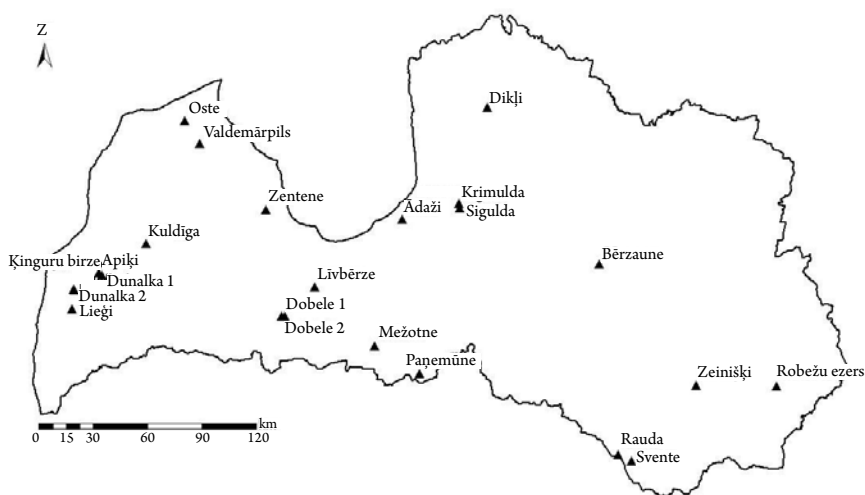 Z
Dikļi
Oste
Valdemārpils
Zentene
Krimulda
Ādaži
Sigulda
Kuldīga
Bērzaune
Ķinguru birze
Apiķi
Dunalka 1
Līvbērze
Dunalka 2
Lieģi
Dobele 1
Dobele 2
Mežotne
Paņemūne
Zeinišķi
Robežu ezers
km
0 15 30 60 90 120
Rauda
Svente